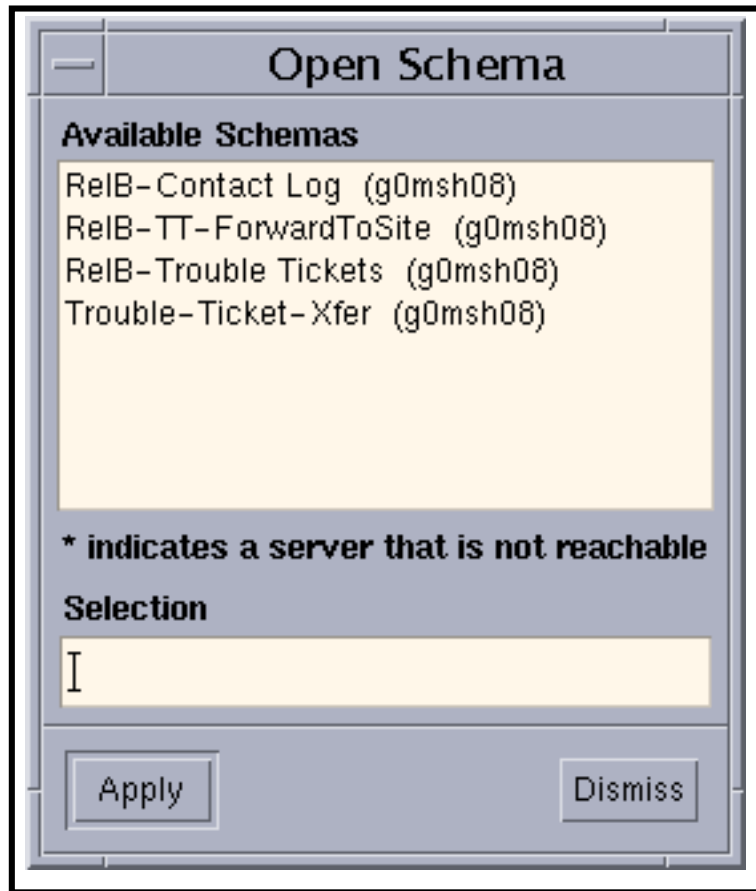 Open Schema
Available Schemas
RelB-Contact Log (g0msh08)
RelB-TT-ForwardToSite (g0msh08)
RelB-Trouble Tickets (g0msh08)
Trouble-Ticket-Xfer (g0msh08)
* indicates a server that is not reachable
Selection
Apply
Dismiss